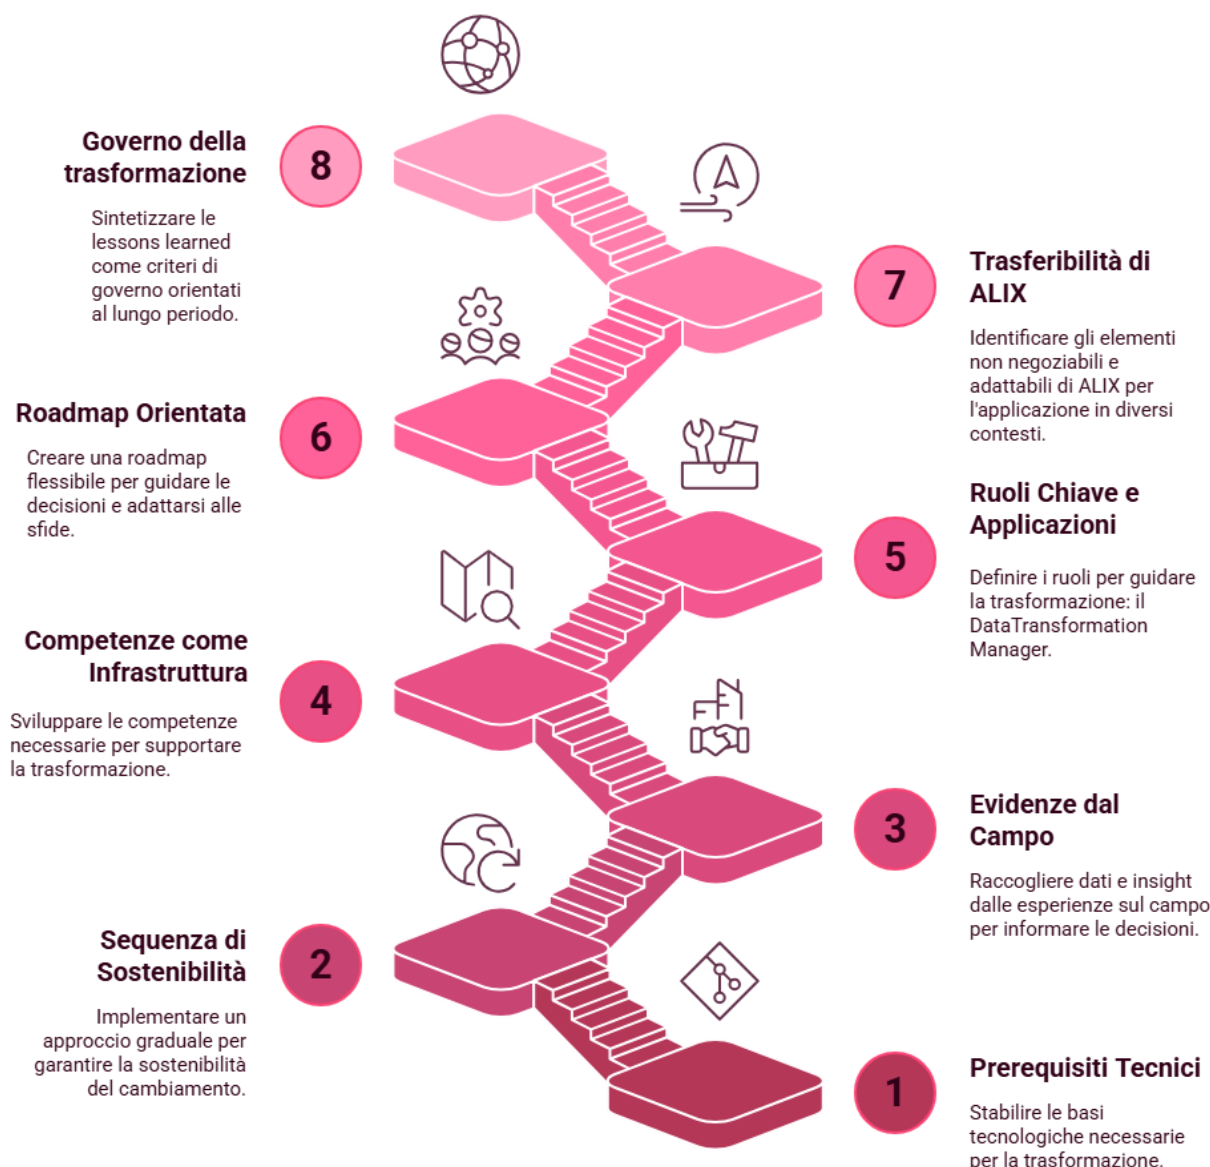 Governo della
trasformazione
8
Sintetizzare le
lessons learned
come criteri di
governo orientati
al lungo periodo.
7
Trasferibilità di
ALIX
Identificare gli elementi
non negoziabili e
adattabili di ALIX per
l'applicazione in diversi
contesti.
Roadmap Orientata
6
Creare una roadmap
flessibile per guidare le
decisioni e adattarsi alle
sfide.
Ruoli Chiave e
Applicazioni
5
Definire i ruoli per guidare
la trasformazione: il
DataTransformation
Manager.
Competenze come
Infrastruttura
4
Sviluppare le competenze
necessarie per supportare
la trasformazione.
Evidenze dal
Campo
3
Raccogliere dati e insight
dalle esperienze sul campo
per informare le decisioni.
Sequenza di
Sostenibilità
2
Implementare un
approccio graduale per
garantire la sostenibilità
del cambiamento.
Prerequisiti Tecnici
1
Stabilire le basi
tecnologiche necessarie
per la trasformazione.